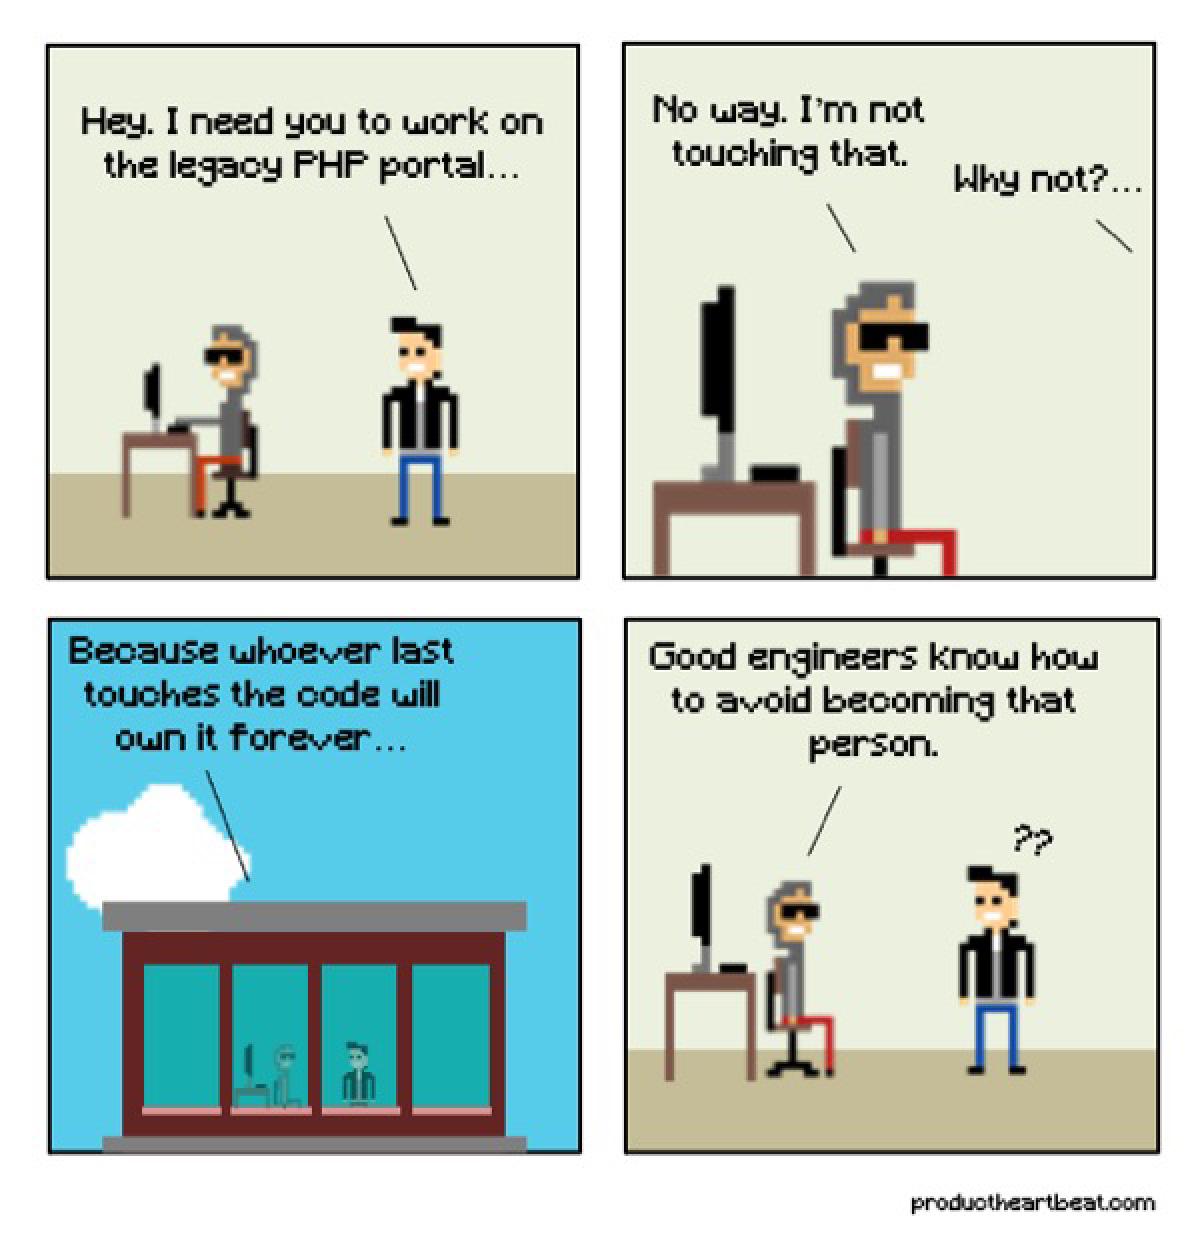 Hey. I need you to work on
the legacy PHP portal...
No way. I'm not
touching that.
Why not?...
Because whoever last
touches the code will
own it forever...
Good engineers know how
to avoid becoming that
person.
??
productheartbeat.com